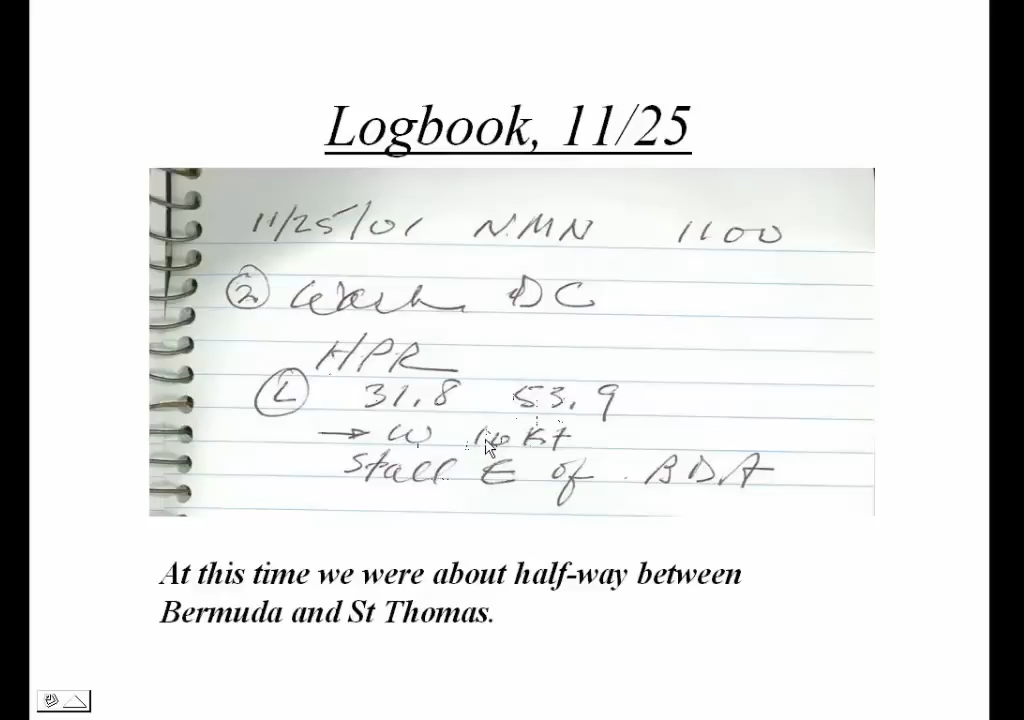 Logbook, 11/25
11/25/01 NMN 1100
② Wash DC
HPR
Ⓛ 31.8 53.9
→ W 10 Kt
Stall E of BDA
At this time we were about half-way between
Bermuda and St Thomas.